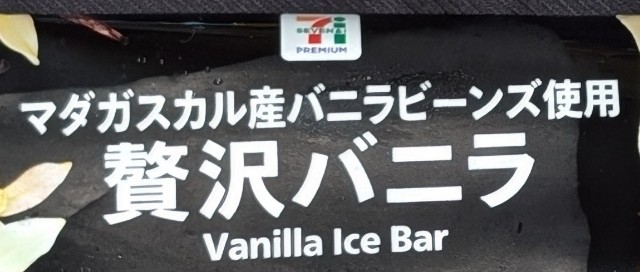 SEVEN&i
PREMIUM
マダガスカル産バニラビーンズ使用
贅沢バニラ
Vanilla Ice Bar